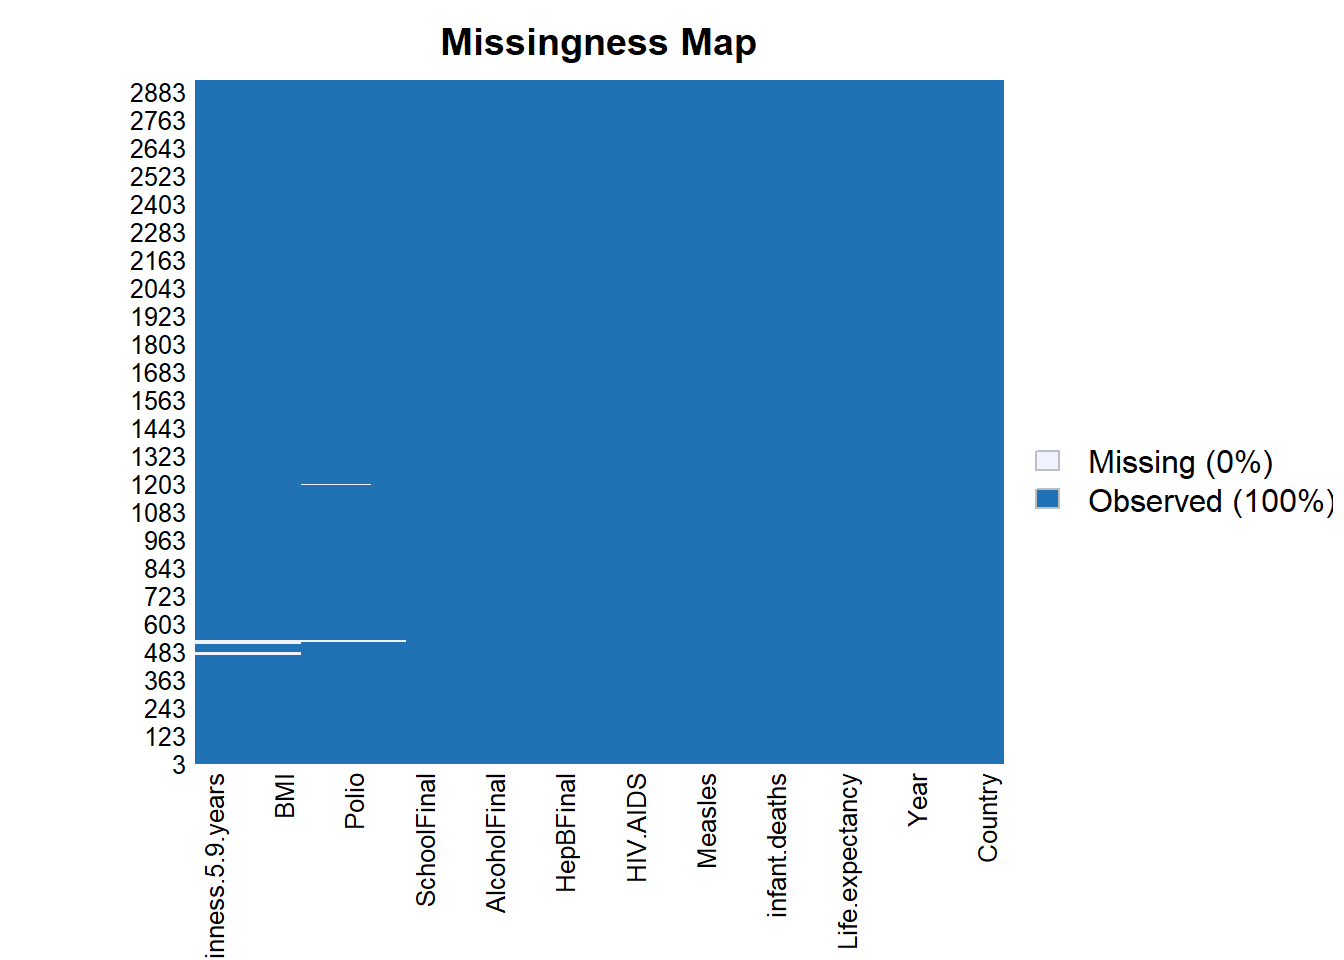 Missingness Map
2883
2763
2643
2523
2403
2283
2163
2043
1923
1803
1683
1563
1443
1323
1203
1083
963
843
723
603
483
363
243
123
3
inness.5.9.years
BMI
Polio
SchoolFinal
AlcoholFinal
HepBFinal
HIV.AIDS
Measles
infant.deaths
Life.expectancy
Year
Country
Missing (0%)
Observed (100%)